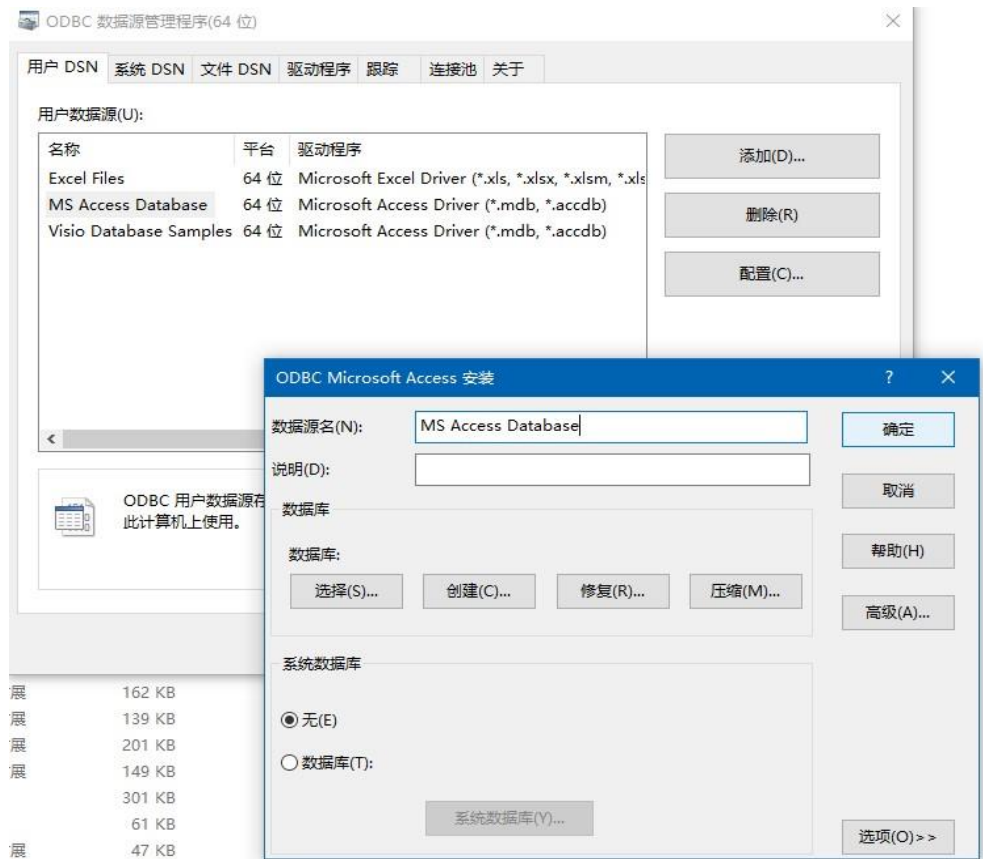 ODBC 数据源管理程序(64 位)
用户 DSN 系统 DSN 文件 DSN 驱动程序 跟踪 连接池 关于
用户数据源(U):
名称 平台 驱动程序
Excel Files 64 位 Microsoft Excel Driver (*.xls, *.xlsx, *.xlsm, *.xls
MS Access Database 64 位 Microsoft Access Driver (*.mdb, *.accdb)
Visio Database Samples 64 位 Microsoft Access Driver (*.mdb, *.accdb)
添加(D)...
删除(R)
配置(C)...
ODBC 用户数据源存
此计算机上使用。
ODBC Microsoft Access 安装
数据源名(N): MS Access Database
说明(D):
数据库
数据库:
选择(S)... 创建(C)... 修复(R)... 压缩(M)...
系统数据库
无(E)
数据库(T):
系统数据库(Y)...
确定
取消
帮助(H)
高级(A)...
选项(O)>>
展 162 KB
展 139 KB
展 201 KB
展 149 KB
301 KB
61 KB
展 47 KB